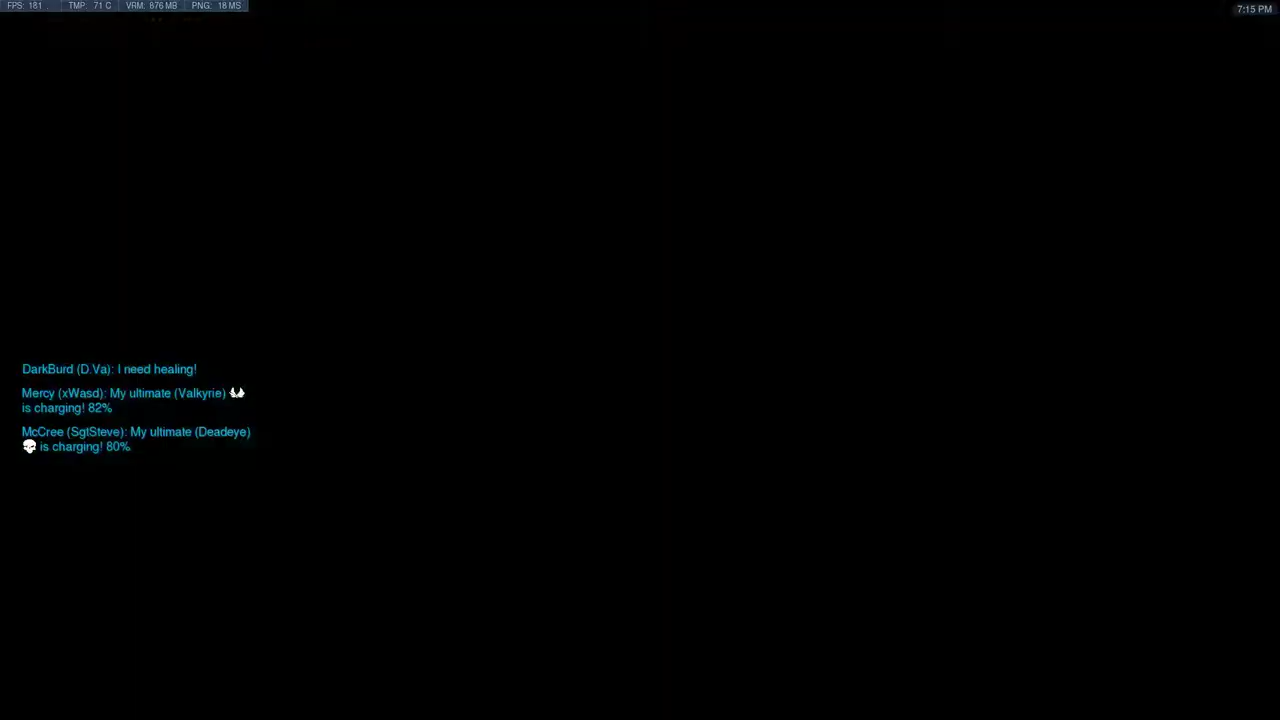 FPS: 181 TMP: 71 C VRM: 876 MB PNG: 18 MS
7:15 PM
DarkBurd (D.Va): I need healing!
Mercy (xWasd): My ultimate (Valkyrie)
is charging! 82%
McCree (SgtSteve): My ultimate (Deadeye)
is charging! 80%